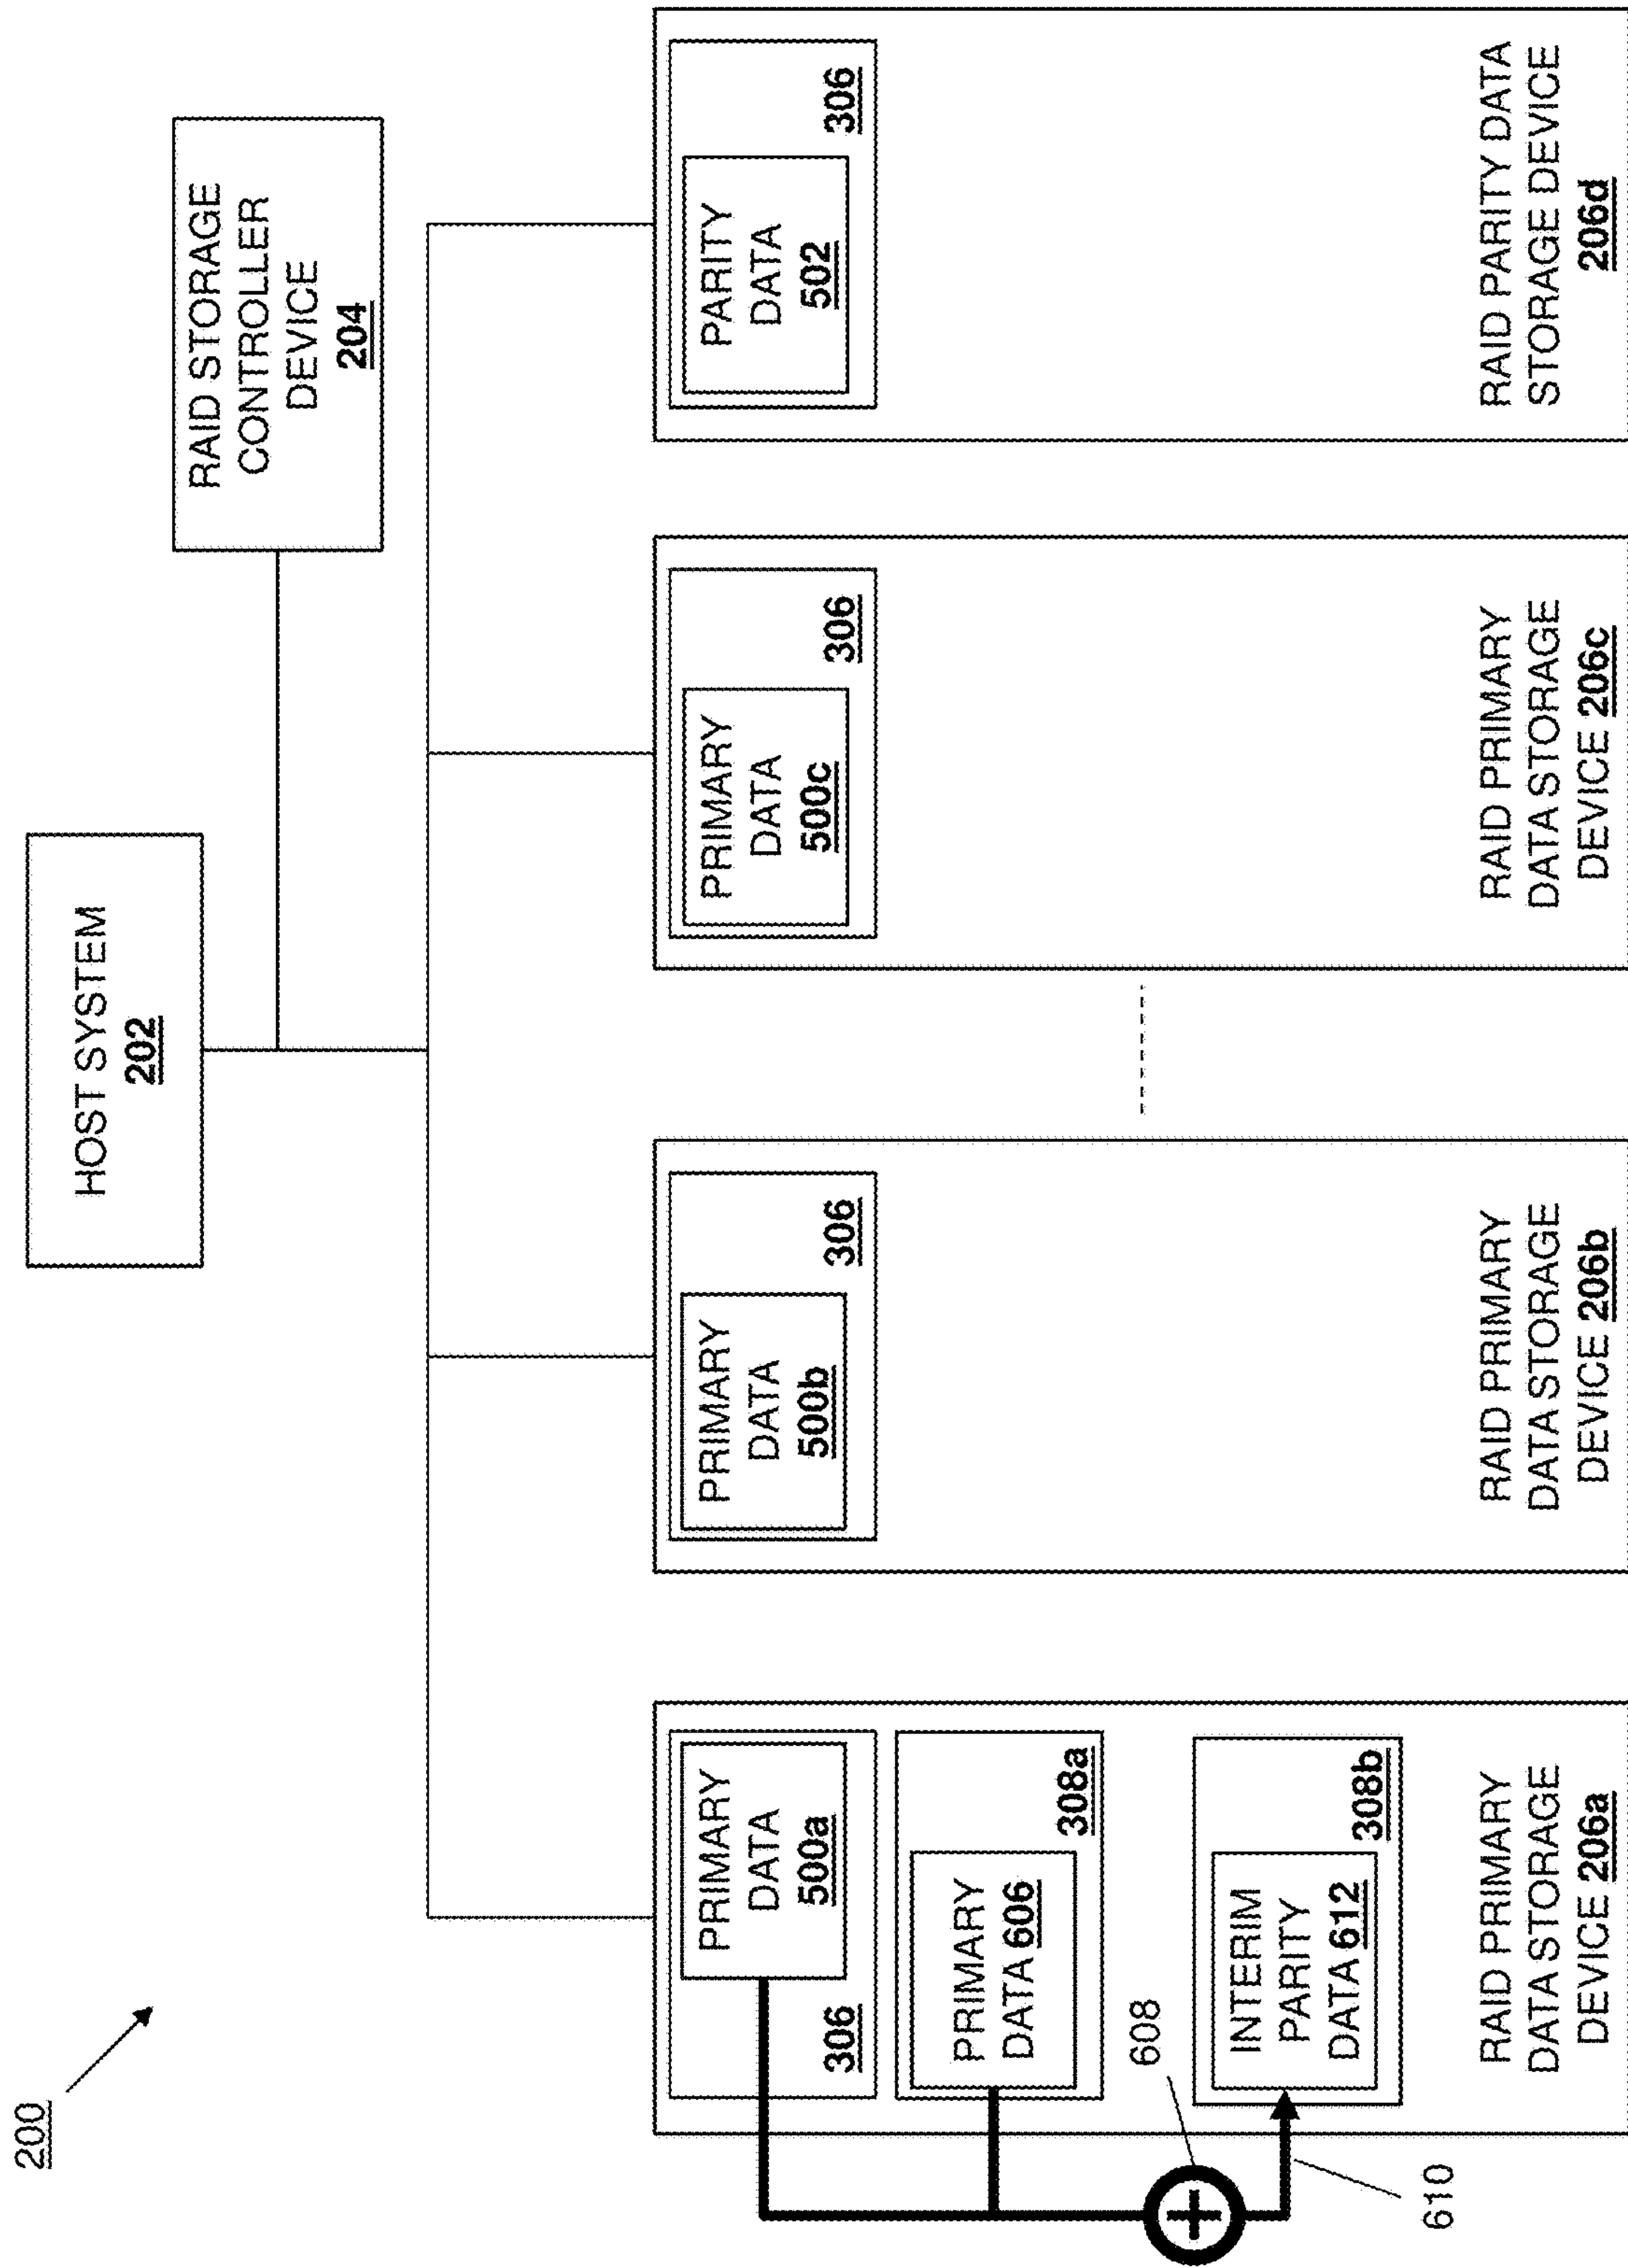 200
HOST SYSTEM
202
RAID STORAGE
CONTROLLER
DEVICE
204
PRIMARY
DATA
500a
306
PRIMARY
DATA 606
308a
608
610
INTERIM
PARITY
DATA 612
308b
RAID PRIMARY
DATA STORAGE
DEVICE 206a
PRIMARY
DATA
500b
306
RAID PRIMARY
DATA STORAGE
DEVICE 206b
PRIMARY
DATA
500c
306
RAID PRIMARY
DATA STORAGE
DEVICE 206c
PARITY
DATA
502
306
RAID PARITY DATA
STORAGE DEVICE
206d